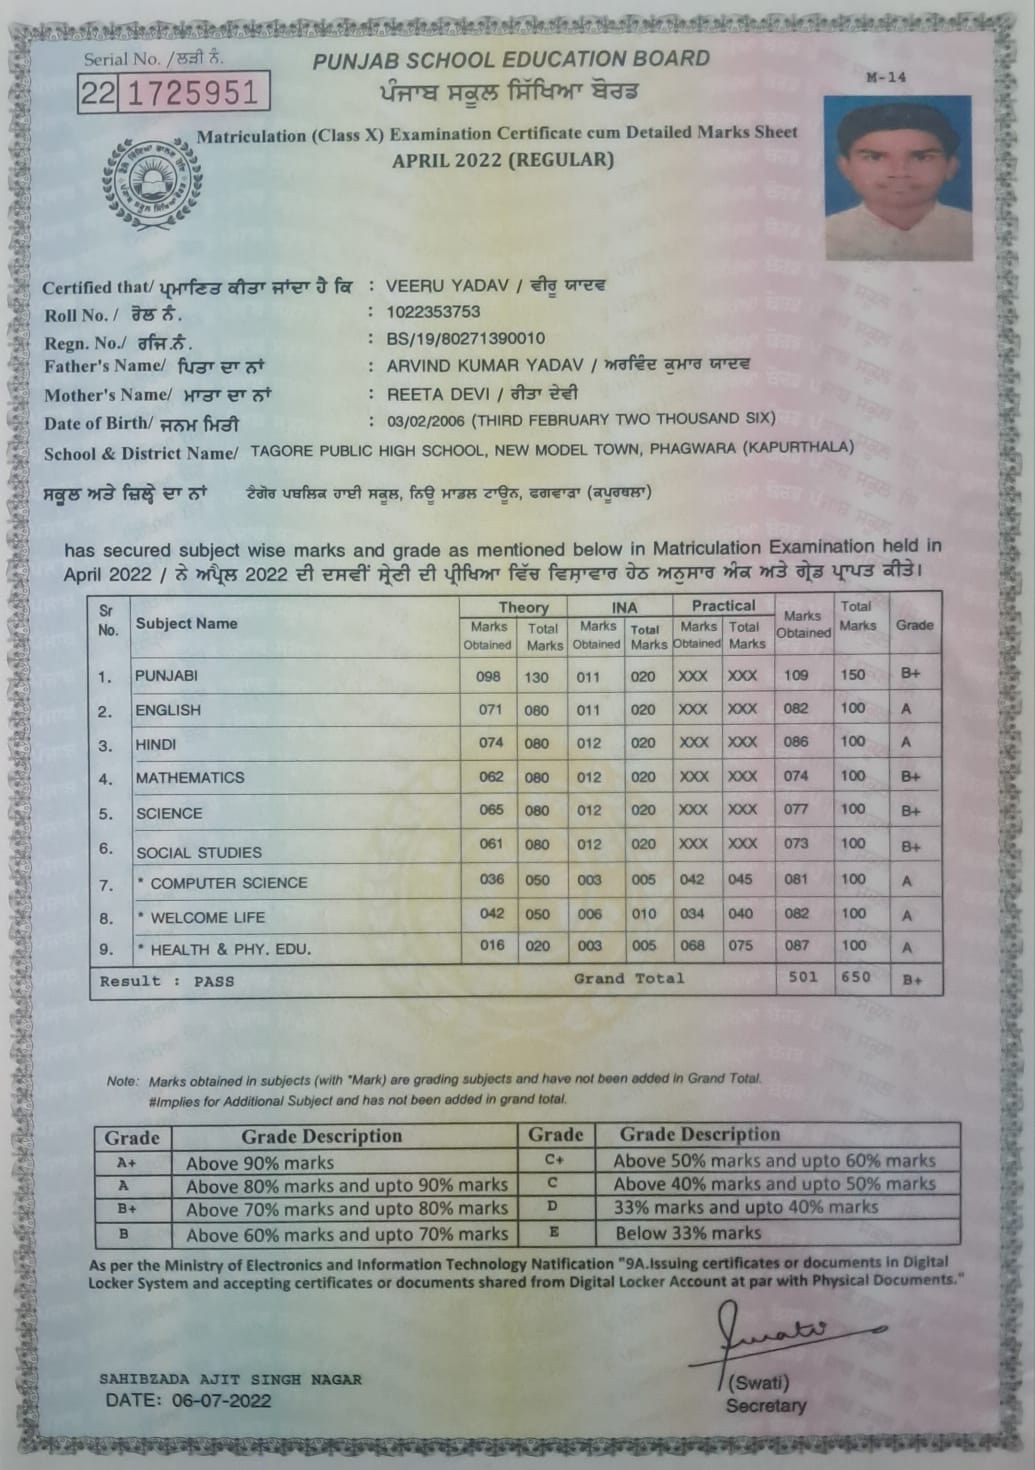 Serial No. /ਲੜੀ ਨੰ.
22 1725951
PUNJAB SCHOOL EDUCATION BOARD
ਪੰਜਾਬ ਸਕੂਲ ਸਿੱਖਿਆ ਬੋਰਡ
M-14
Matriculation (Class X) Examination Certificate cum Detailed Marks Sheet
APRIL 2022 (REGULAR)
Certified that/ ਪ੍ਰਮਾਣਿਤ ਕੀਤਾ ਜਾਂਦਾ ਹੈ ਕਿ : VEERU YADAV / ਵੀਰੂ ਯਾਦਵ
Roll No. / ਰੋਲ ਨੰ. : 1022353753
Regn. No./ ਰਜਿ.ਨੰ. : BS/19/80271390010
Father's Name/ ਪਿਤਾ ਦਾ ਨਾਂ : ARVIND KUMAR YADAV / ਅਰਵਿੰਦ ਕੁਮਾਰ ਯਾਦਵ
Mother's Name/ ਮਾਤਾ ਦਾ ਨਾਂ : REETA DEVI / ਰੀਤਾ ਦੇਵੀ
Date of Birth/ ਜਨਮ ਮਿਤੀ : 03/02/2006 (THIRD FEBRUARY TWO THOUSAND SIX)
School & District Name/ TAGORE PUBLIC HIGH SCHOOL, NEW MODEL TOWN, PHAGWARA (KAPURTHALA)
ਸਕੂਲ ਅਤੇ ਜ਼ਿਲ੍ਹੇ ਦਾ ਨਾਂ ਟੈਗੋਰ ਪਬਲਿਕ ਹਾਈ ਸਕੂਲ, ਨਿਊ ਮਾਡਲ ਟਾਊਨ, ਫਗਵਾੜਾ (ਕਪੂਰਥਲਾ)
has secured subject wise marks and grade as mentioned below in Matriculation Examination held in
April 2022 / ਨੇ ਅਪ੍ਰੈਲ 2022 ਦੀ ਦਸਵੀਂ ਸ਼੍ਰੇਣੀ ਦੀ ਪ੍ਰੀਖਿਆ ਵਿੱਚ ਵਿਸ਼ਾਵਾਰ ਹੇਠ ਅਨੁਸਾਰ ਅੰਕ ਅਤੇ ਗ੍ਰੇਡ ਪ੍ਰਾਪਤ ਕੀਤੇ।
Sr No. Subject Name Theory INA Practical Marks Obtained Total Marks Grade
Marks Obtained Total Marks Marks Obtained Total Marks Marks Obtained Total Marks
1. PUNJABI 098 130 011 020 XXX XXX 109 150 B+
2. ENGLISH 071 080 011 020 XXX XXX 082 100 A
3. HINDI 074 080 012 020 XXX XXX 086 100 A
4. MATHEMATICS 062 080 012 020 XXX XXX 074 100 B+
5. SCIENCE 065 080 012 020 XXX XXX 077 100 B+
6. SOCIAL STUDIES 061 080 012 020 XXX XXX 073 100 B+
7. * COMPUTER SCIENCE 036 050 003 005 042 045 081 100 A
8. * WELCOME LIFE 042 050 006 010 034 040 082 100 A
9. * HEALTH & PHY. EDU. 016 020 003 005 068 075 087 100 A
Result : PASS Grand Total 501 650 B+
Note: Marks obtained in subjects (with *Mark) are grading subjects and have not been added in Grand Total.
#Implies for Additional Subject and has not been added in grand total.
Grade Grade Description Grade Grade Description
A+ Above 90% marks C+ Above 50% marks and upto 60% marks
A Above 80% marks and upto 90% marks C Above 40% marks and upto 50% marks
B+ Above 70% marks and upto 80% marks D 33% marks and upto 40% marks
B Above 60% marks and upto 70% marks E Below 33% marks
As per the Ministry of Electronics and Information Technology Natification "9A.Issuing certificates or documents in Digital
Locker System and accepting certificates or documents shared from Digital Locker Account at par with Physical Documents."
SAHIBZADA AJIT SINGH NAGAR
DATE: 06-07-2022
(Swati)
Secretary